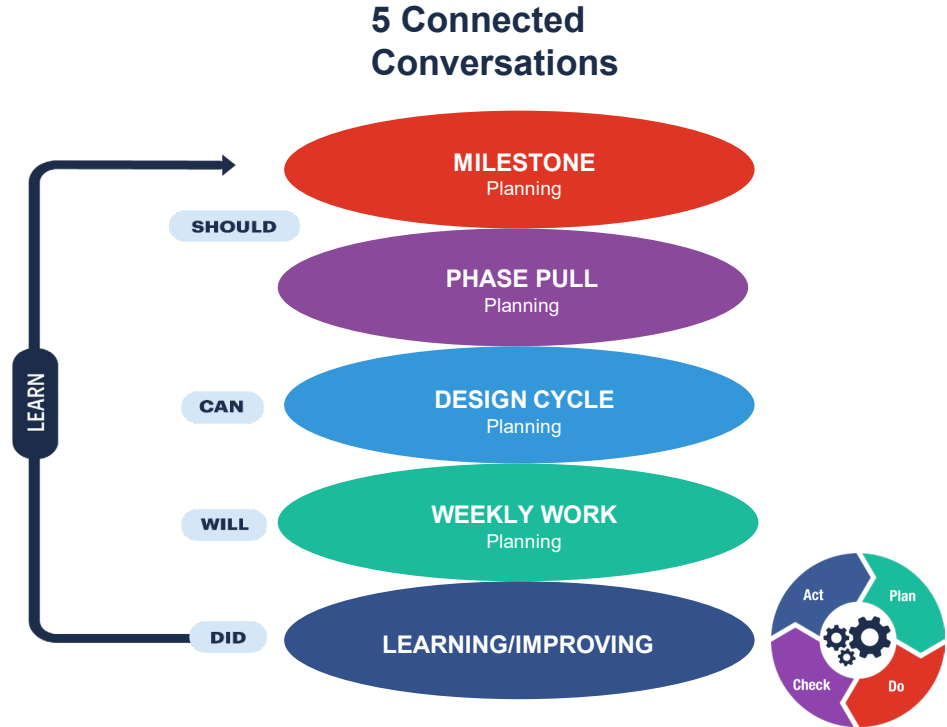 5 Connected
Conversations
MILESTONE
Planning
SHOULD
PHASE PULL
Planning
LEARN
CAN
DESIGN CYCLE
Planning
WILL
WEEKLY WORK
Planning
DID
LEARNING/IMPROVING
Act
Plan
Check
Do